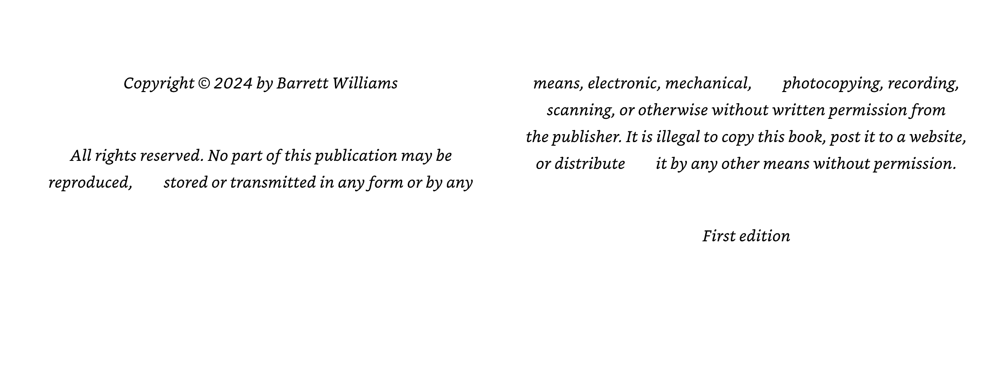 Copyright © 2024 by Barrett Williams
All rights reserved. No part of this publication may be
reproduced, stored or transmitted in any form or by any
means, electronic, mechanical, photocopying, recording,
scanning, or otherwise without written permission from
the publisher. It is illegal to copy this book, post it to a website,
or distribute it by any other means without permission.
First edition